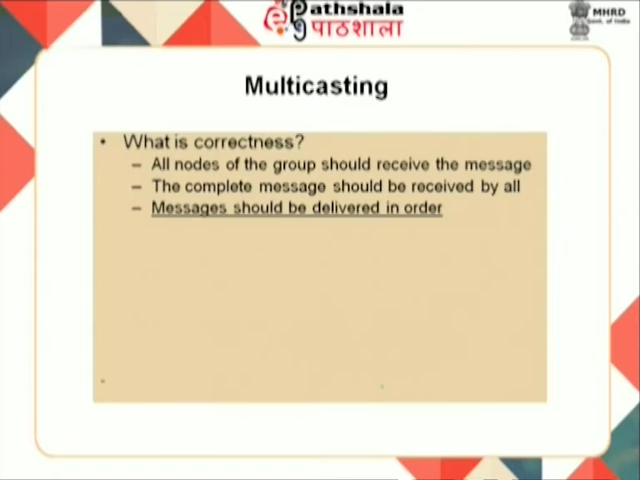 ePathshala
MHRD
Govt. of India
पाठशाला
Multicasting
• What is correctness?
– All nodes of the group should receive the message
– The complete message should be received by all
– Messages should be delivered in order